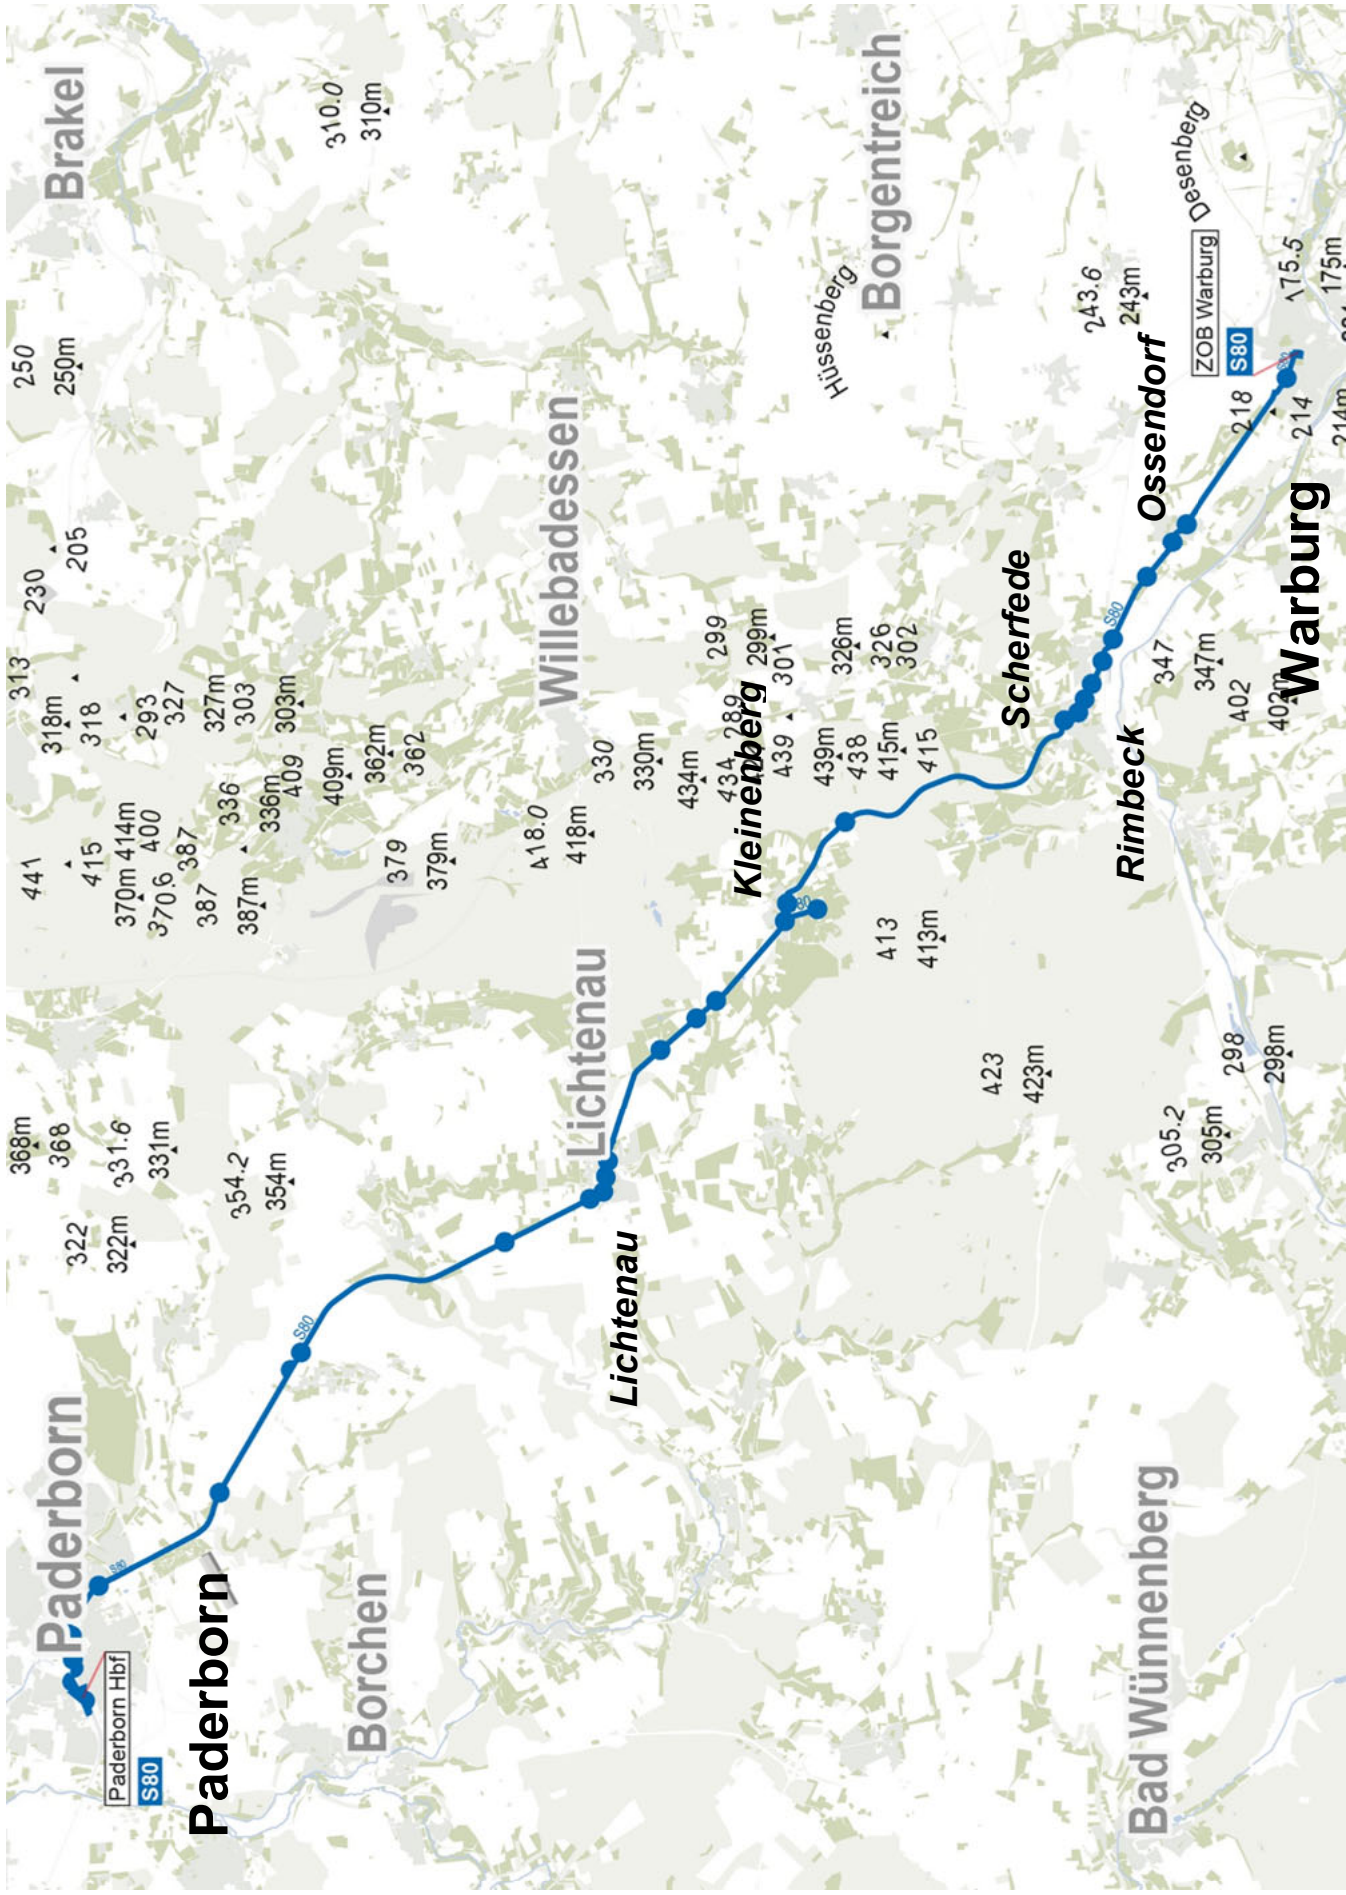 Brakel
310.0
310m
250
250m
Borgentreich
Hüssenberg
Desenberg
ZOB Warburg
S80
243.6
243m
175m
218
214
214m
Ossendorf
Warburg
Willebadessen
205
230
313
318m
318
293
327
327m
303
303m
409
409m
362m
362
336
336m
441
415
414m
400
370m
370.6
387
387
387m
379
379m
418.0
418m
330
330m
434m
434
289
299
299m
301
439
439m
438
415m
415
326m
326
302
Kleinenberg
Scherfede
S80
Rimbeck
347
347m
402
402m
413
413m
423
423m
298
298m
305.2
305m
Lichtenau
Lichtenau
368m
368
331.6
331m
354.2
354m
322
322m
S80
Paderborn
S80
Paderborn Hbf
S80
Paderborn
Borchen
Bad Wünnenberg